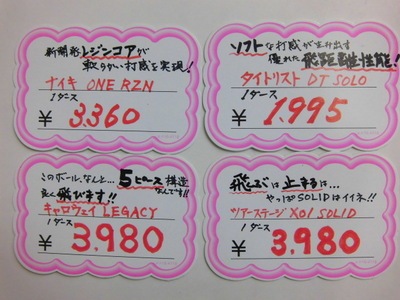 新開発レジンコアが
軟らかい打感を実現!
ナイキ ONE RZN
1ダース
¥ 3.360
ソフトな打感が生み出す
優れた飛距離性能!
タイトリスト DT SOLO
1ダース
¥ 1.995
このボール、なんと…5ピース構造
なんです!!
良く飛びます!!
キャロウェイ LEGACY
1ダース
¥ 3.980
飛ぶは止まるは…
やっぱSOLIDはイイネ!!
ツアーステージ X01 SOLID
1ダース
¥ 3.980